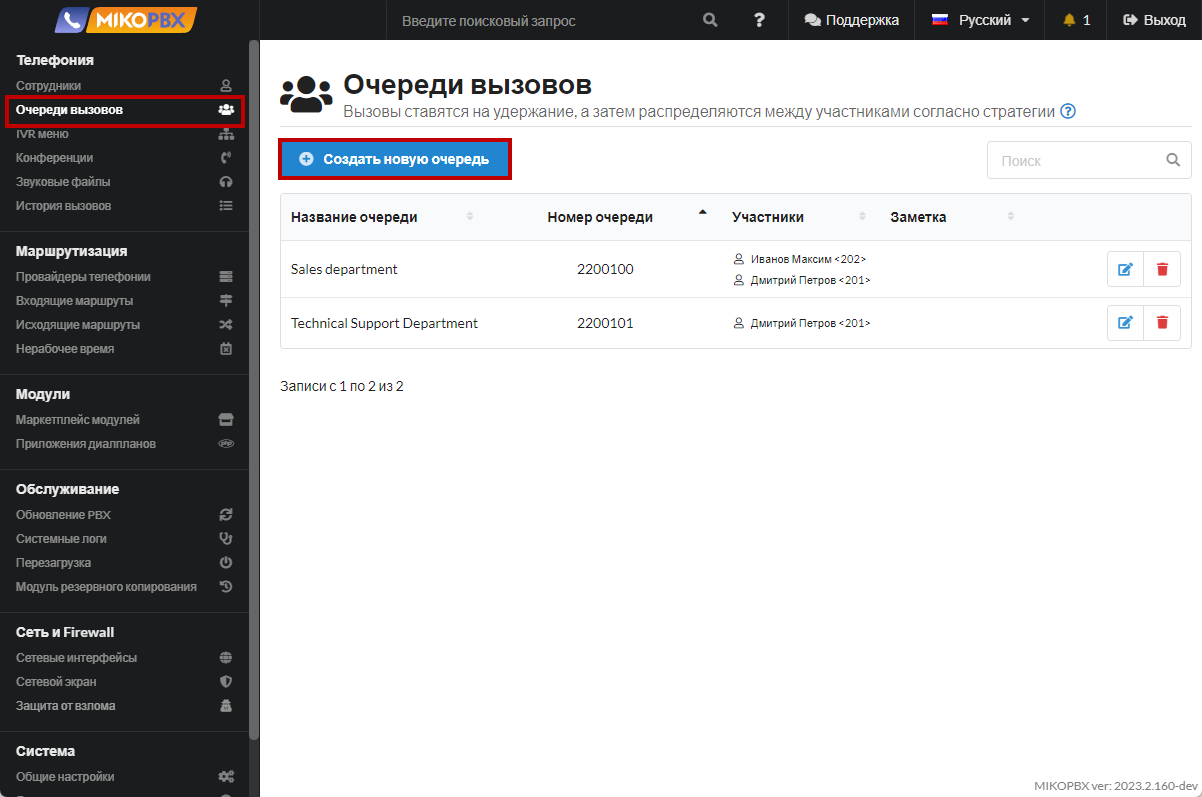 MIKOPBX
Введите поисковый запрос
?
Поддержка
Русский
1
Выход
Телефония
Сотрудники
Очереди вызовов
IVR меню
Конференции
Звуковые файлы
История вызовов
Маршрутизация
Провайдеры телефонии
Входящие маршруты
Исходящие маршруты
Нерабочее время
Модули
Маркетплейс модулей
Приложения диалпланов
Обслуживание
Обновление PBX
Системные логи
Перезагрузка
Модуль резервного копирования
Сеть и Firewall
Сетевые интерфейсы
Сетевой экран
Защита от взлома
Система
Общие настройки
Очереди вызовов
Вызовы ставятся на удержание, а затем распределяются между участниками согласно стратегии ?
Создать новую очередь
Поиск
Название очереди Номер очереди Участники Заметка
Sales department 2200100 Иванов Максим <202>
Дмитрий Петров <201>
Technical Support Department 2200101 Дмитрий Петров <201>
Записи с 1 по 2 из 2
MIKOPBX ver: 2023.2.160-dev